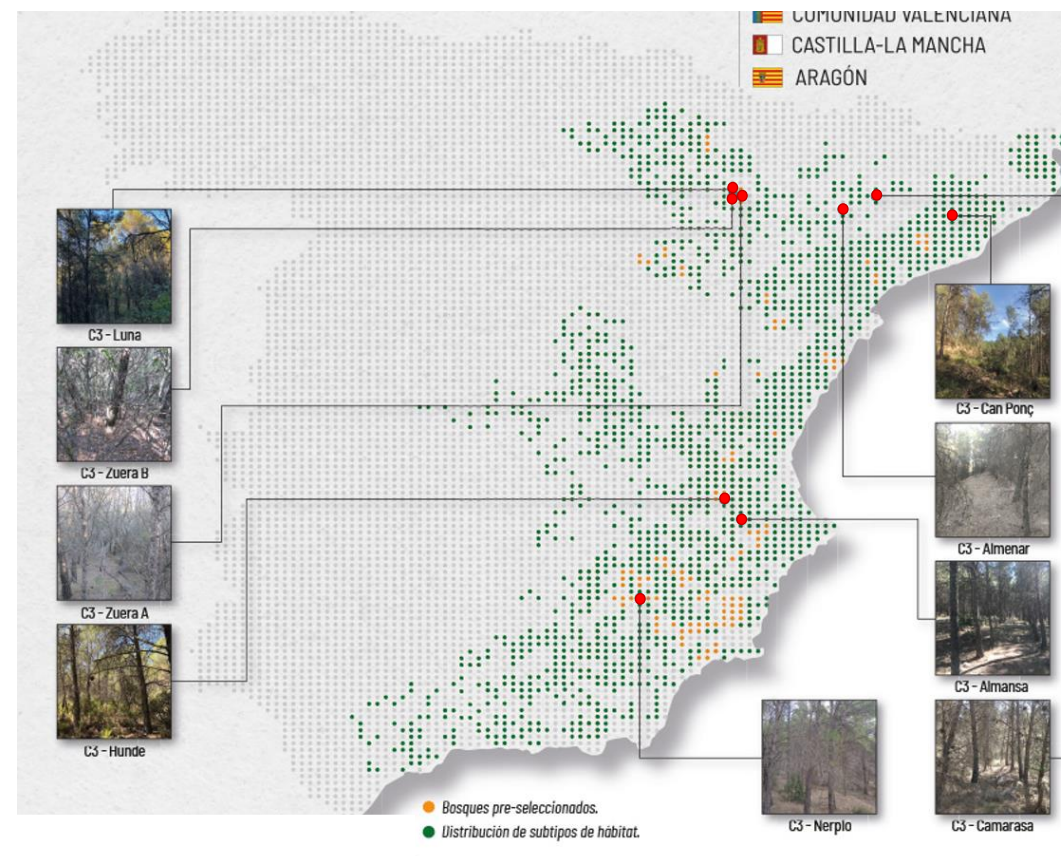 COMUNIDAD VALENCIANA
CASTILLA-LA MANCHA
ARAGÓN
C3 - Luna
C3 - Zuera B
C3 - Zuera A
C3 - Hunde
C3 - Can Ponç
C3 - Almenar
C3 - Almansa
C3 - Nerpio
C3 - Camarasa
Bosques pre-seleccionados.
Distribución de subtipos de hábitat.